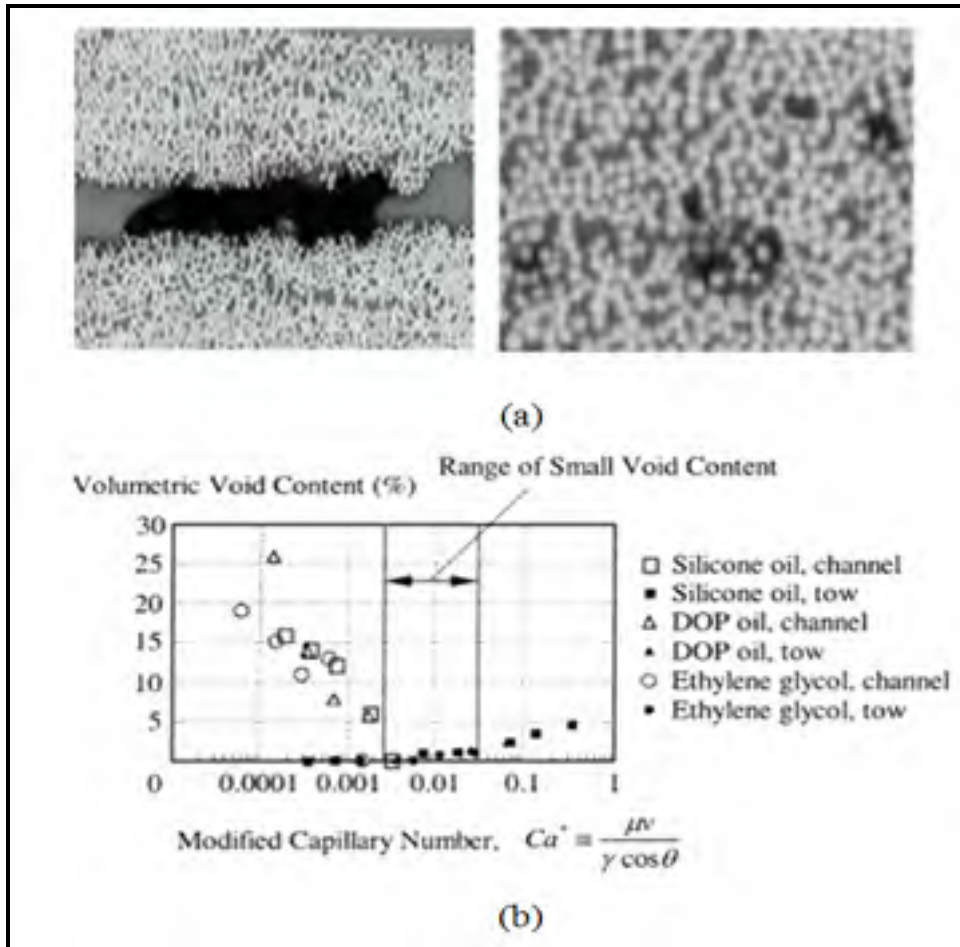 (a)
Range of Small Void Content
Volumetric Void Content (%)
30
25
20
15
10
5
0 0.0001 0.001 0.01 0.1 1
□ Silicone oil, channel
■ Silicone oil, tow
△ DOP oil, channel
▲ DOP oil, tow
○ Ethylene glycol, channel
■ Ethylene glycol, tow
Modified Capillary Number, Ca* = μv / γ cosθ
(b)